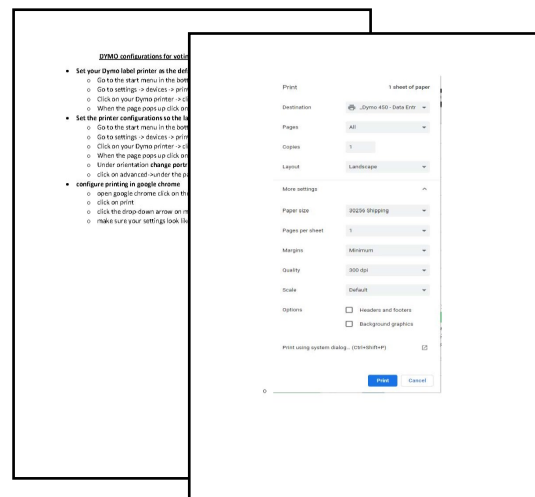 DYMO configurations for votin
Set your Dymo label printer as the defa
Go to the start menu in the bott
Go to settings -> devices -> print
Click on your Dymo printer -> cli
When the page pops up click on
Set the printer configurations so the la
Go to the start menu in the bott
Go to settings -> devices -> print
Click on your Dymo printer -> cli
When the page pops up click on
Under orientation change portr
click on advanced->under the pa
configure printing in google chrome
open google chrome click on thr
click on print
click the drop-down arrow on m
make sure your settings look like
Print 1 sheet of paper
Destination _Dymo 450 - Data Entr
Pages All
Copies 1
Layout Landscape
More settings
Paper size 30256 Shipping
Pages per sheet 1
Margins Minimum
Quality 300 dpi
Scale Default
Options Headers and footers
Background graphics
Print using system dialog... (Ctrl+Shift+P)
Print Cancel